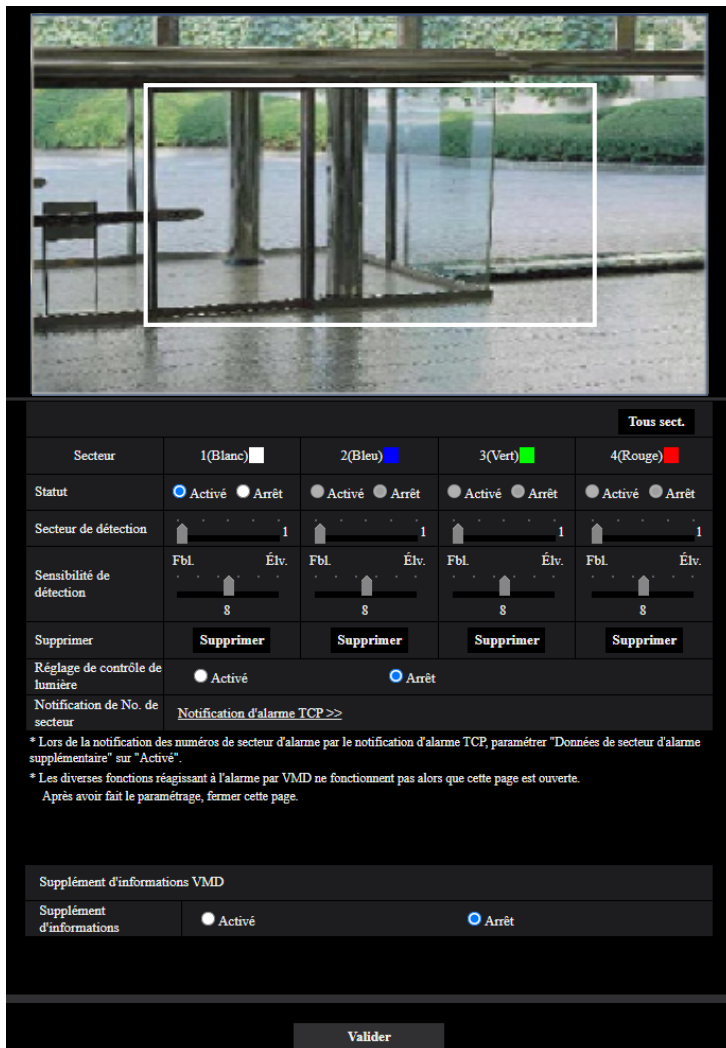 Tous sect.
Secteur 1(Blanc) 2(Bleu) 3(Vert) 4(Rouge)
Statut Activé Arrêt Activé Arrêt Activé Arrêt Activé Arrêt
Secteur de détection 1 1 1 1
Sensibilité de détection Fbl. Élv. Fbl. Élv. Fbl. Élv. Fbl. Élv.
8 8 8 8
Supprimer Supprimer Supprimer Supprimer Supprimer
Réglage de contrôle de
lumière Activé Arrêt
Notification de No. de
secteur Notification d'alarme TCP >>
* Lors de la notification des numéros de secteur d'alarme par le notification d'alarme TCP, paramétrer "Données de secteur d'alarme
supplémentaire" sur "Activé".
* Les diverses fonctions réagissant à l'alarme par VMD ne fonctionnent pas alors que cette page est ouverte.
Après avoir fait le paramétrage, fermer cette page.
Supplément d'informations VMD
Supplément
d'informations Activé Arrêt
Valider